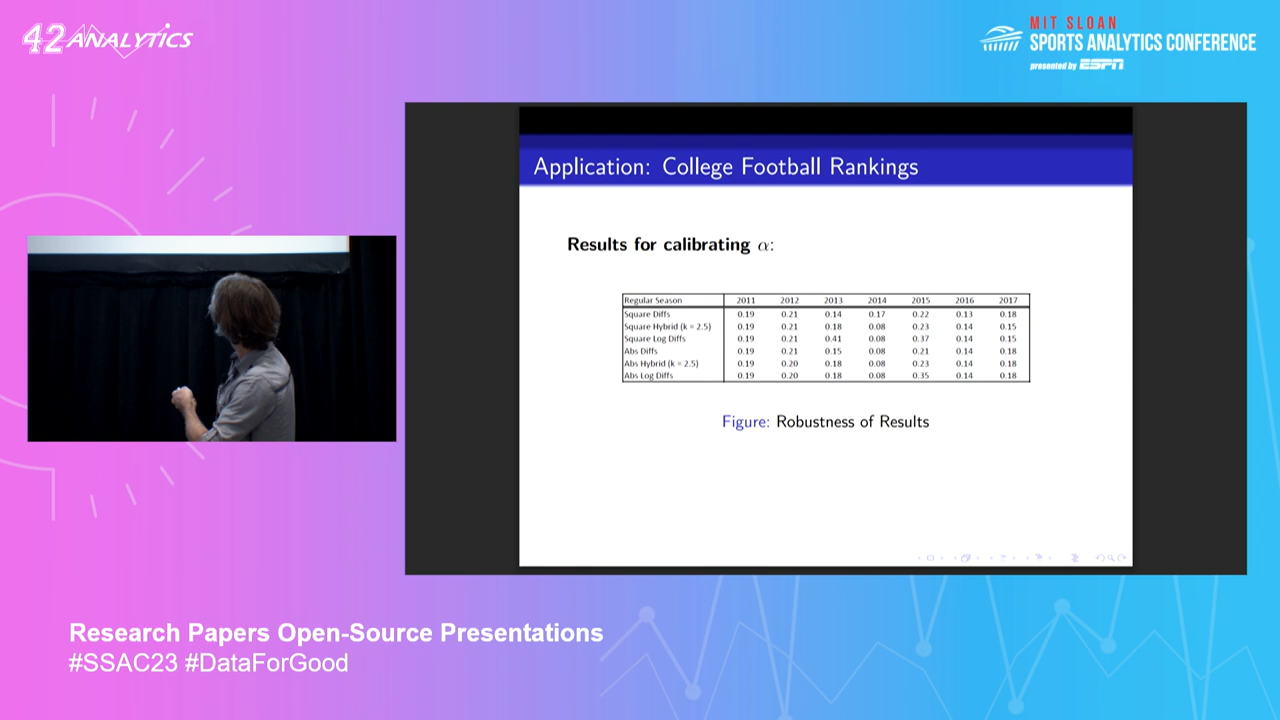 42 ANALYTICS
MIT SLOAN
SPORTS ANALYTICS CONFERENCE
presented by ESPN
Application: College Football Rankings
Results for calibrating α:
Regular Season 2011 2012 2013 2014 2015 2016 2017
Square Diffs 0.19 0.21 0.14 0.17 0.22 0.13 0.18
Square Hybrid (k = 2.5) 0.19 0.21 0.18 0.08 0.23 0.14 0.15
Square Log Diffs 0.19 0.21 0.41 0.08 0.37 0.14 0.15
Abs Diffs 0.19 0.21 0.15 0.08 0.21 0.14 0.18
Abs Hybrid (k = 2.5) 0.19 0.20 0.18 0.08 0.23 0.14 0.18
Abs Log Diffs 0.19 0.20 0.18 0.08 0.35 0.14 0.18
Figure: Robustness of Results
Research Papers Open-Source Presentations
#SSAC23 #DataForGood